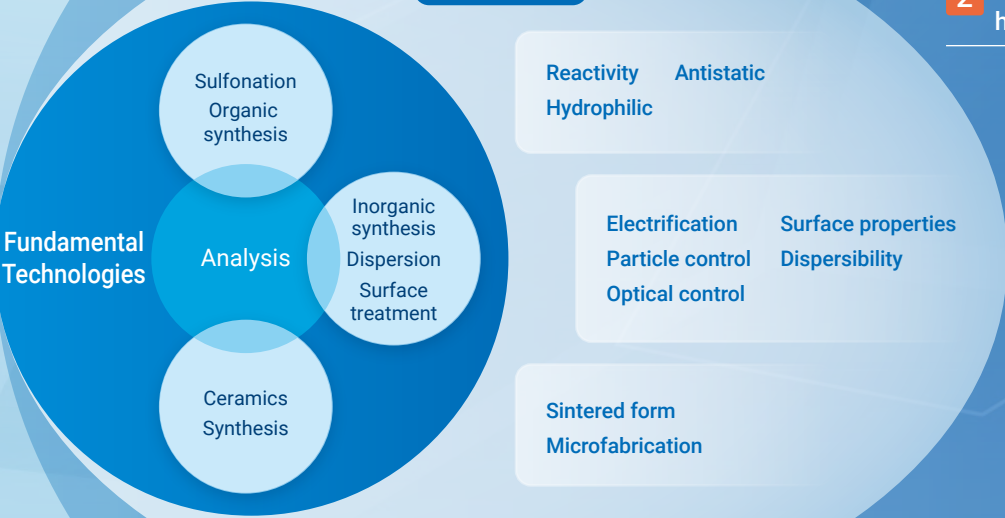 2
h
Sulfonation
Organic
synthesis
Reactivity Antistatic
Hydrophilic
Fundamental
Technologies
Analysis
Inorganic
synthesis
Dispersion
Surface
treatment
Electrification Surface properties
Particle control Dispersibility
Optical control
Ceramics
Synthesis
Sintered form
Microfabrication